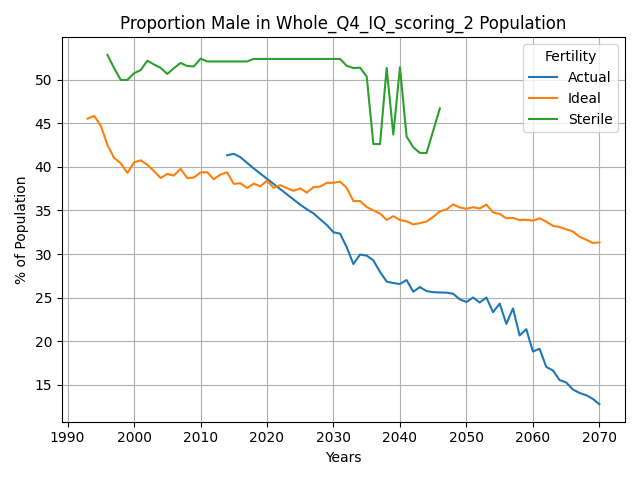 Proportion Male in Whole_Q4_IQ_scoring_2 Population
Fertility
Actual
Ideal
Sterile
% of Population
50
45
40
35
30
25
20
15
1990 2000 2010 2020 2030 2040 2050 2060 2070
Years